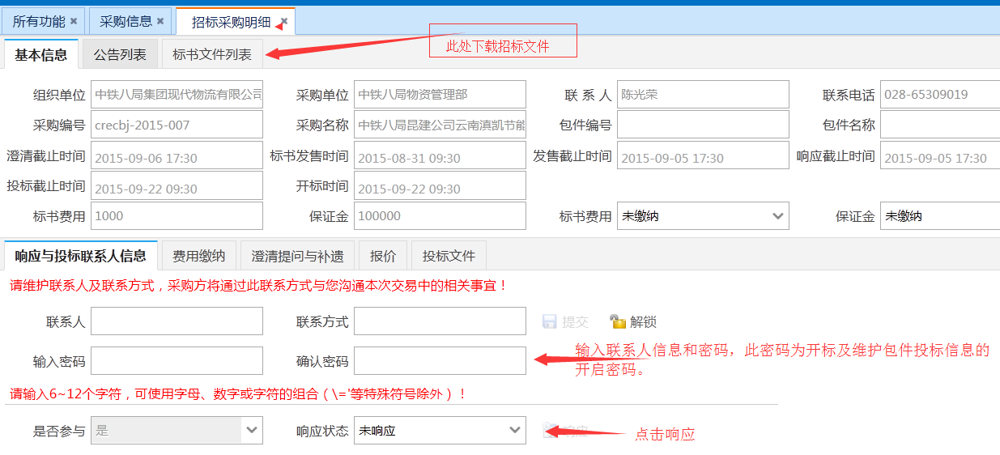 所有功能 采购信息 招标采购明细
此处下载招标文件
基本信息 公告列表 标书文件列表
组织单位 中铁八局集团现代物流有限公司 采购单位 中铁八局物资管理部 联 系 人 陈光荣 联系电话 028-65309019
采购编号 crecbj-2015-007 采购名称 中铁八局昆建公司云南滇凯节能 包件编号 包件名称
澄清截止时间 2015-09-06 17:30 标书发售时间 2015-08-31 09:30 发售截止时间 2015-09-05 17:30 响应截止时间 2015-09-05 17:30
投标截止时间 2015-09-22 09:30 开标时间 2015-09-22 09:30
标书费用 1000 保证金 100000 标书费用 未缴纳 保证金 未缴纳
响应与投标联系人信息 费用缴纳 澄清提问与补遗 报价 投标文件
请维护联系人及联系方式，采购方将通过此联系方式与您沟通本次交易中的相关事宜！
联系人 联系方式 提交 解锁
输入密码 确认密码 输入联系人信息和密码，此密码为开标及维护包件投标信息的
开启密码。
请输入6~12个字符，可使用字母、数字或字符的组合（\='等特殊符号除外）！
是否参与 是 响应状态 未响应 响应 点击响应